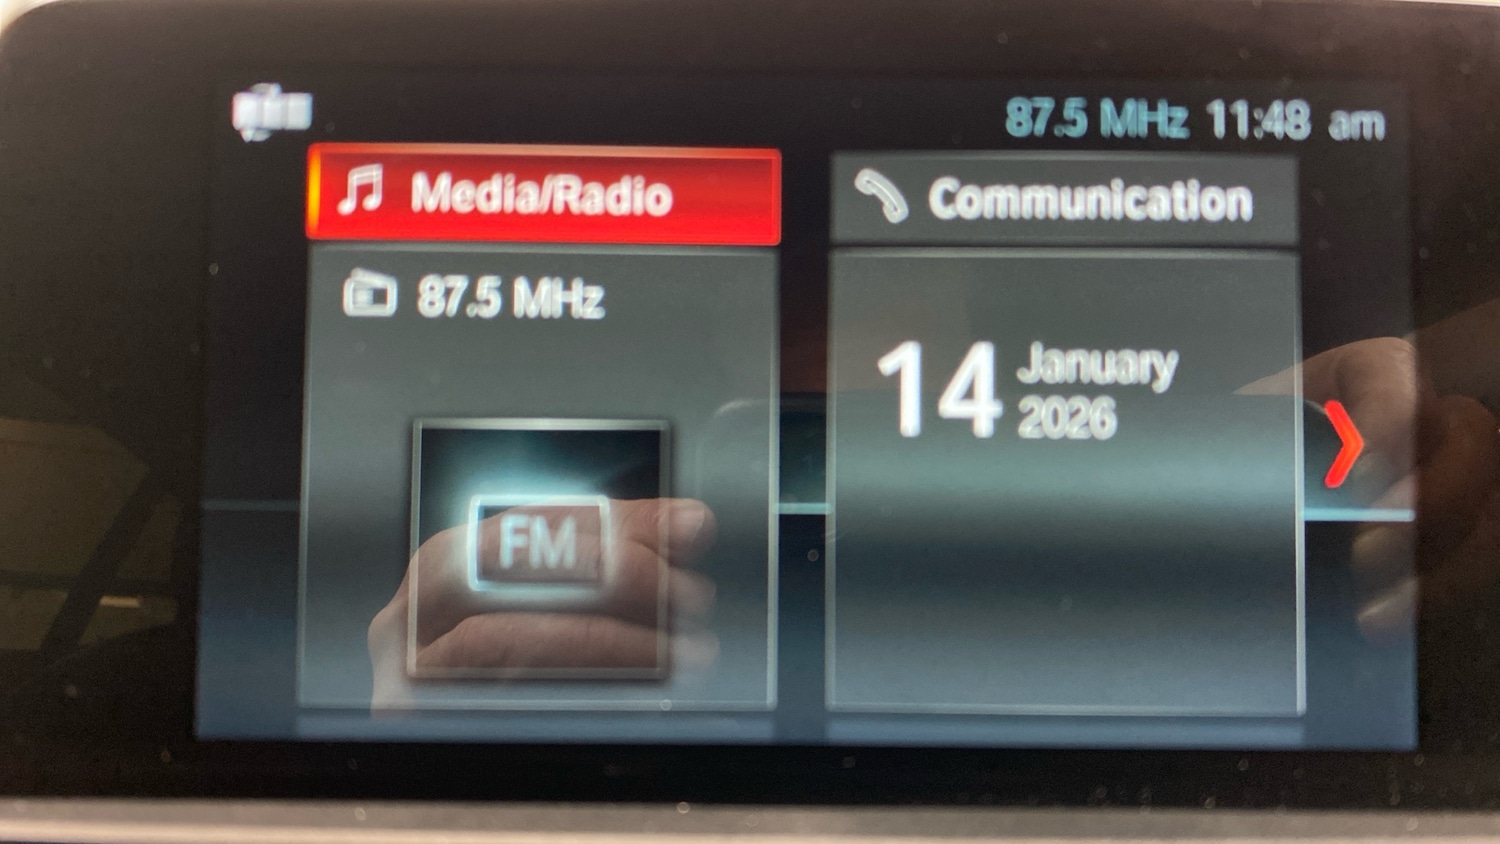 87.5 MHz 11:48 am
Media/Radio
Communication
87.5 MHz
14 January
2026
FM